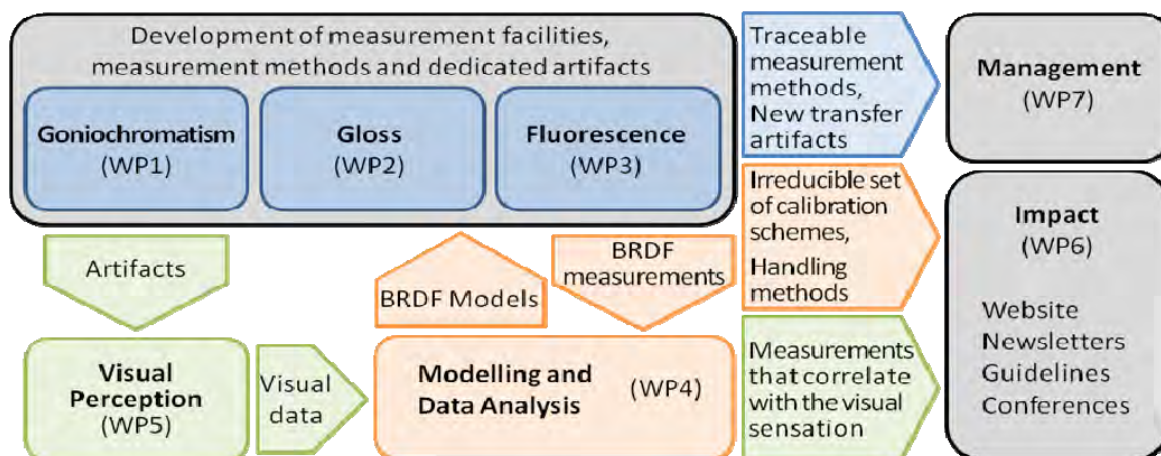 Development of measurement facilities,
measurement methods and dedicated artifacts
Goniochromatism
(WP1)
Gloss
(WP2)
Fluorescence
(WP3)
Traceable
measurement
methods,
New transfer
artifacts
Management
(WP7)
Artifacts
BRDF Models
BRDF
measurements
Irreducible set
of calibration
schemes,
Handling
methods
Impact
(WP6)
Website
Newsletters
Guidelines
Conferences
Visual
Perception
(WP5)
Visual
data
Modelling and
Data Analysis
(WP4)
Measurements
that correlate
with the visual
sensation